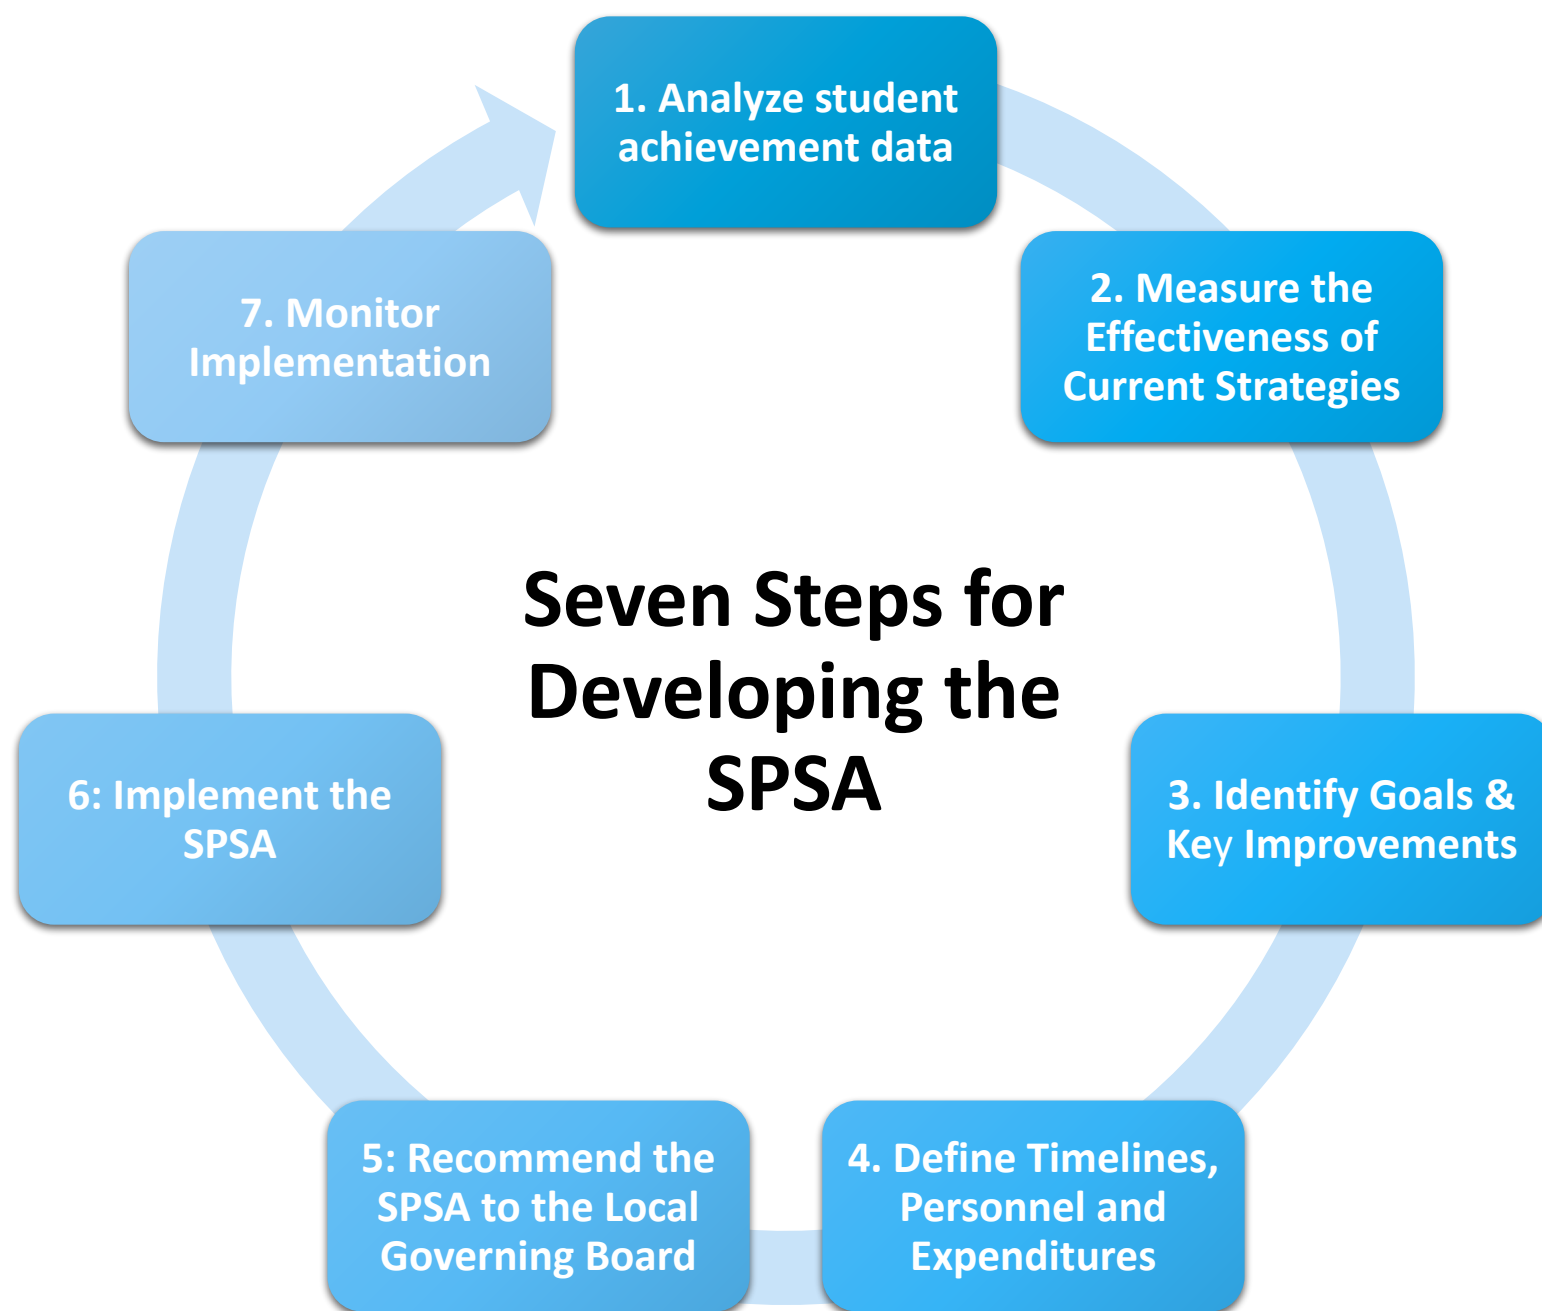 1. Analyze student
achievement data
2. Measure the
Effectiveness of
Current Strategies
3. Identify Goals &
Key Improvements
4. Define Timelines,
Personnel and
Expenditures
5: Recommend the
SPSA to the Local
Governing Board
6: Implement the
SPSA
7. Monitor
Implementation
Seven Steps for
Developing the
SPSA